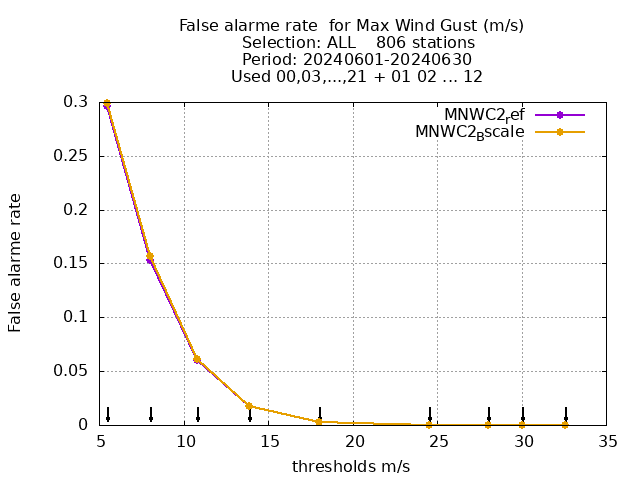 False alarme rate  for Max Wind Gust (m/s)
Selection: ALL    806 stations
Period: 20240601-20240630
Used 00,03,...,21 + 01 02 ... 12
MNWC2_ref
MNWC2_Bscale
0.3
0.25
0.2
0.15
0.1
0.05
0
False alarme rate
5 10 15 20 25 30 35
thresholds m/s